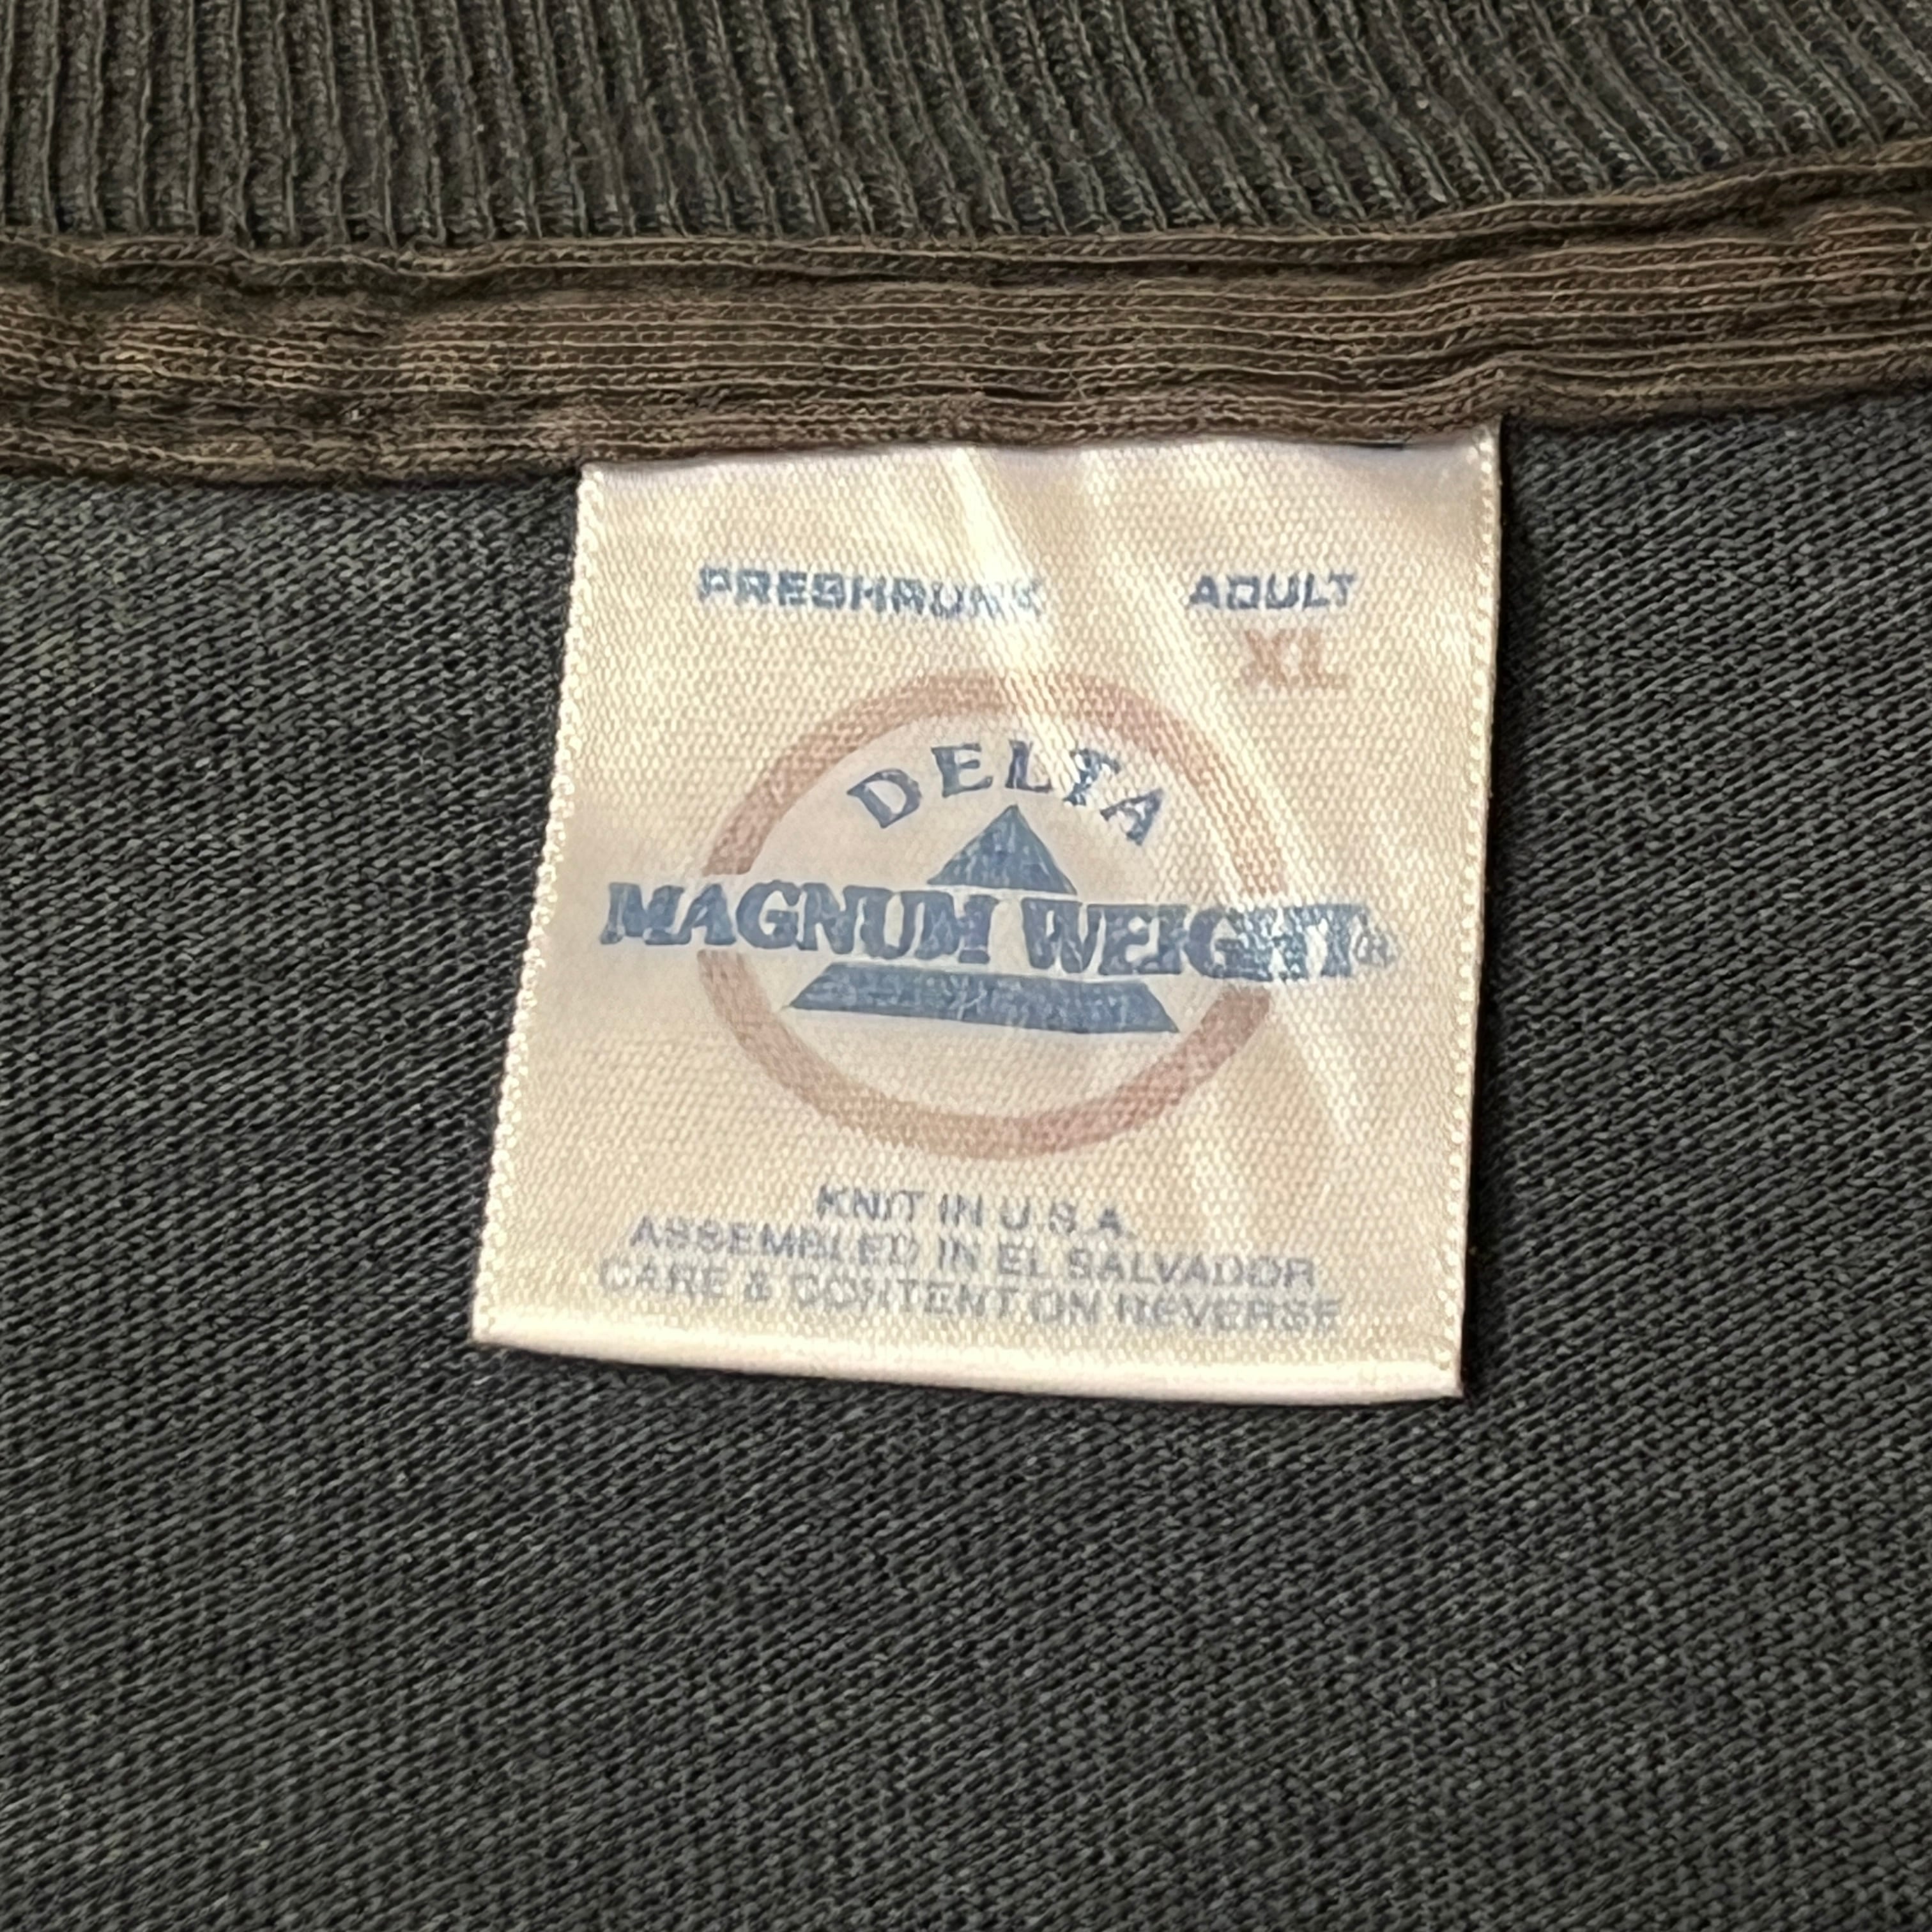 PRESHRUNK ADULT
XL
DELTA
MAGNUM WEIGHT®
KNIT IN U.S.A.
ASSEMBLED IN EL SALVADOR
CARE & CONTENT ON REVERSE